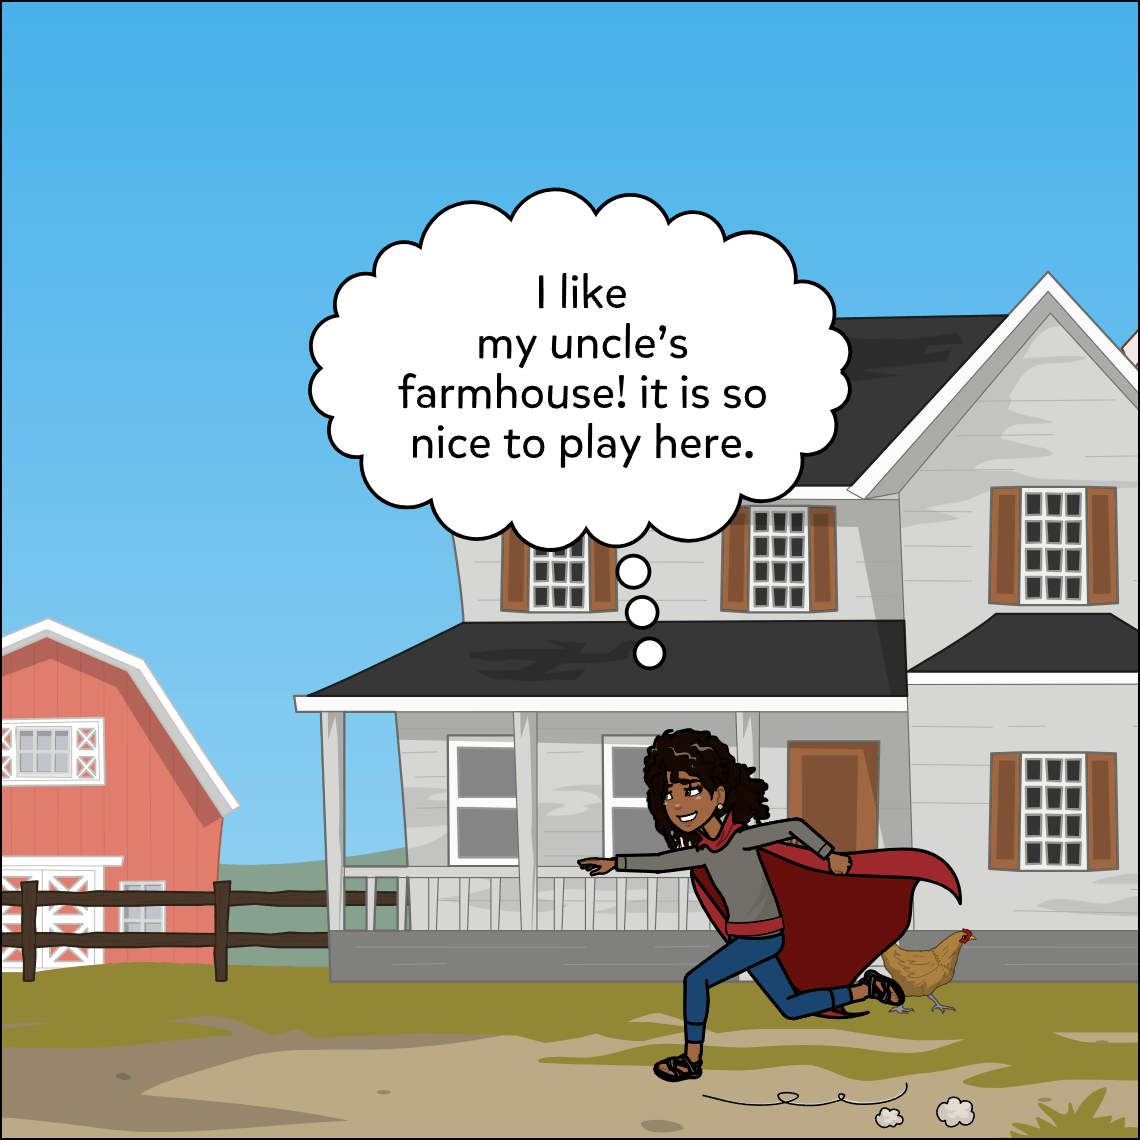 I like
my uncle’s
farmhouse! it is so
nice to play here.